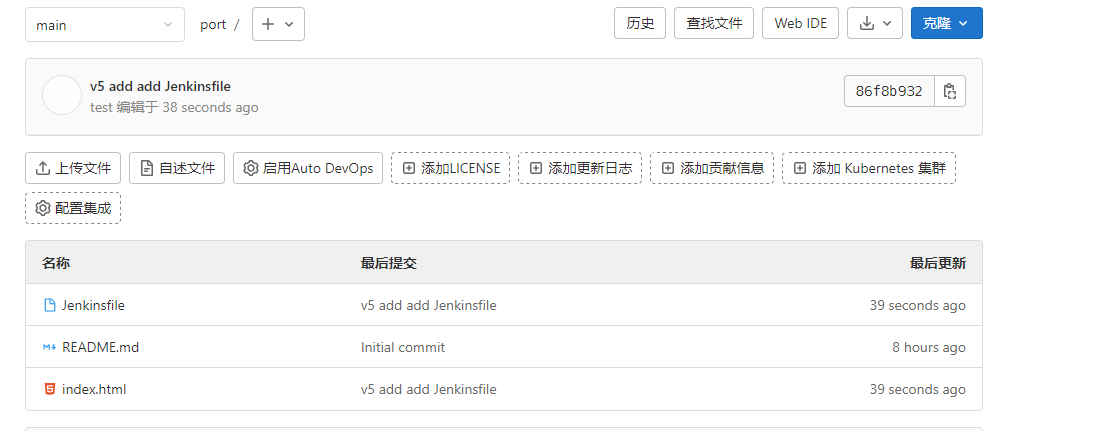 main port / 历史 查找文件 Web IDE 克隆
v5 add add Jenkinsfile
test 编辑于 38 seconds ago
86f8b932
上传文件 自述文件 启用Auto DevOps 添加LICENSE 添加更新日志 添加贡献信息 添加 Kubernetes 集群
配置集成
名称 最后提交 最后更新
Jenkinsfile v5 add add Jenkinsfile 39 seconds ago
README.md Initial commit 8 hours ago
index.html v5 add add Jenkinsfile 39 seconds ago